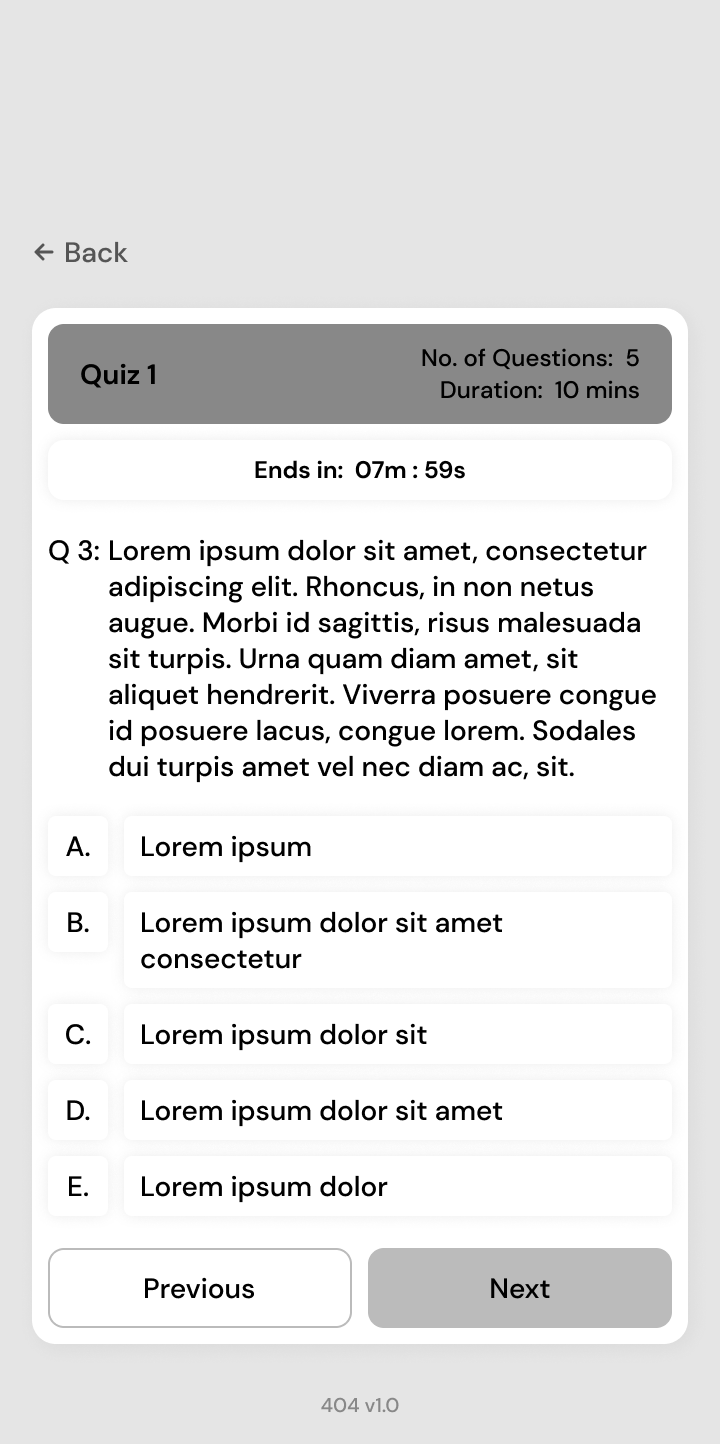 ← Back
Quiz 1
No. of Questions: 5
Duration: 10 mins
Ends in: 07m : 59s
Q 3: Lorem ipsum dolor sit amet, consectetur
adipiscing elit. Rhoncus, in non netus
augue. Morbi id sagittis, risus malesuada
sit turpis. Urna quam diam amet, sit
aliquet hendrerit. Viverra posuere congue
id posuere lacus, congue lorem. Sodales
dui turpis amet vel nec diam ac, sit.
A. Lorem ipsum
B. Lorem ipsum dolor sit amet
consectetur
C. Lorem ipsum dolor sit
D. Lorem ipsum dolor sit amet
E. Lorem ipsum dolor
Previous Next
404 v1.0